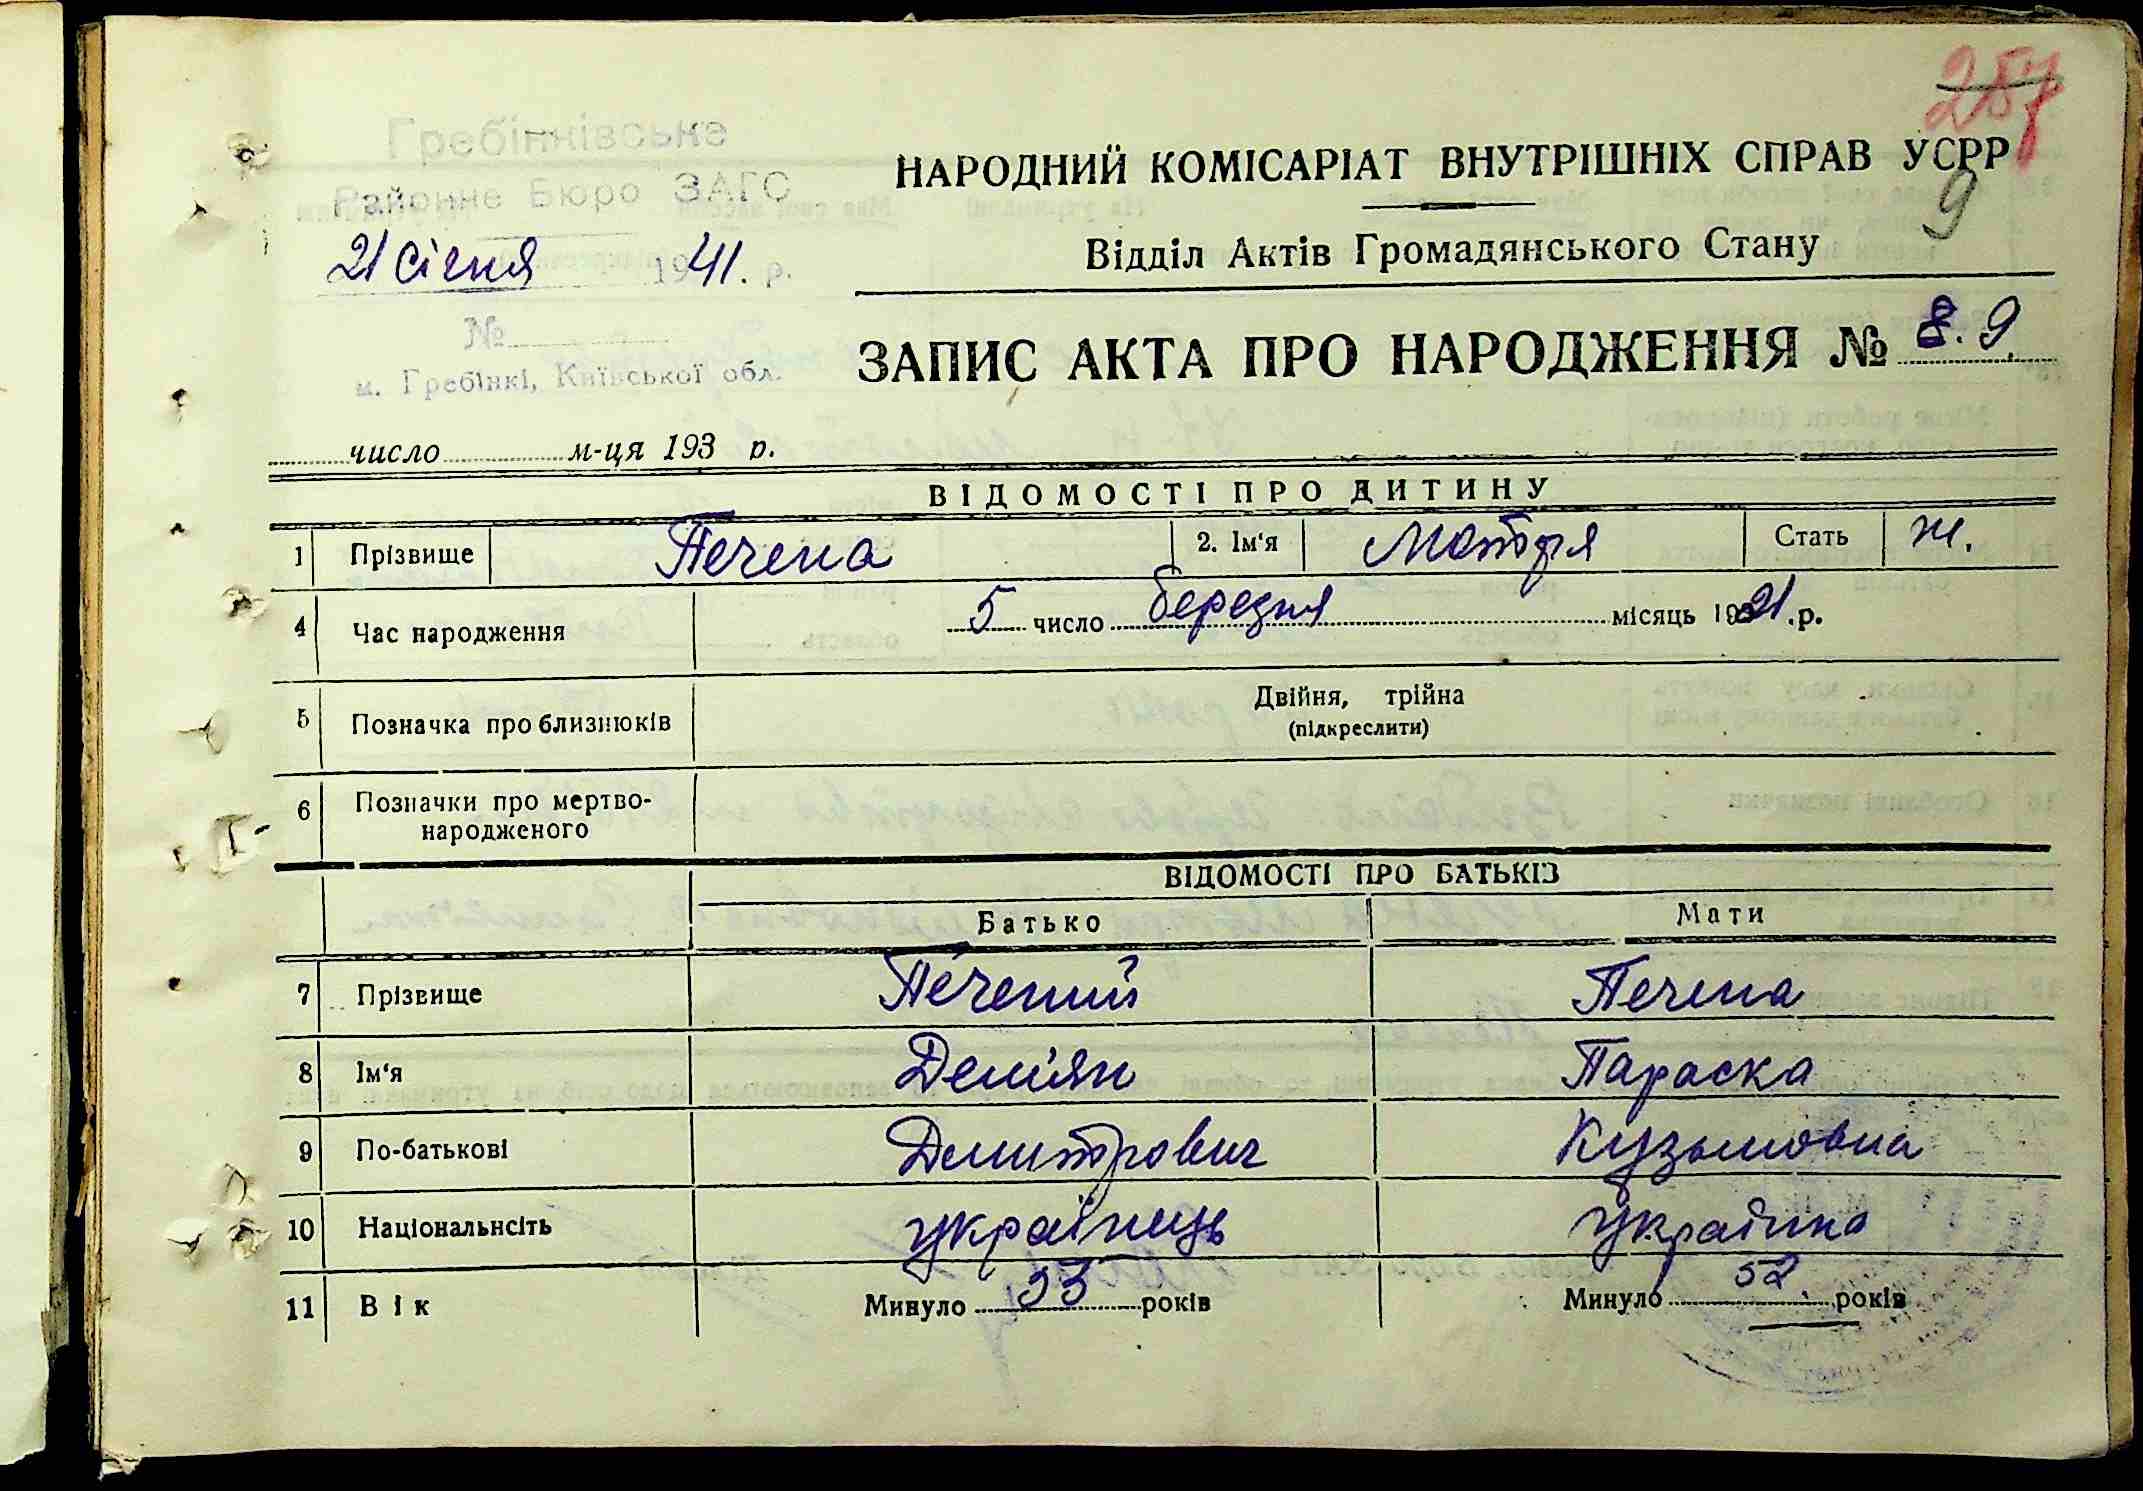 287
9
Гребінківське
Районне Бюро ЗАГС
21 Січня 1941. р.
№
м. Гребінкі, Київської обл.
НАРОДНИЙ КОМІСАРІАТ ВНУТРІШНІХ СПРАВ УСРР
Відділ Актів Громадянського Стану
ЗАПИС АКТА ПРО НАРОДЖЕННЯ № 8. 9.
число м-ця 193 р.
ВІДОМОСТІ ПРО ДИТИНУ
1 Прізвище Печена 2. Ім'я Мотря Стать ж.
4 Час народження 5 число березня місяць 1921. р.
5 Позначка про близнюків Двійня, трійна
(підкреслити)
6 Позначки про мертво-
народженого
ВІДОМОСТІ ПРО БАТЬКІВ
Батько Мати
7 Прізвище Печений Печена
8 Ім'я Дем'ян Параска
9 По-батькові Дмитрович Кузьмовна
10 Національнсіть українець українка
11 Вік Минуло 53 років Минуло 52 років